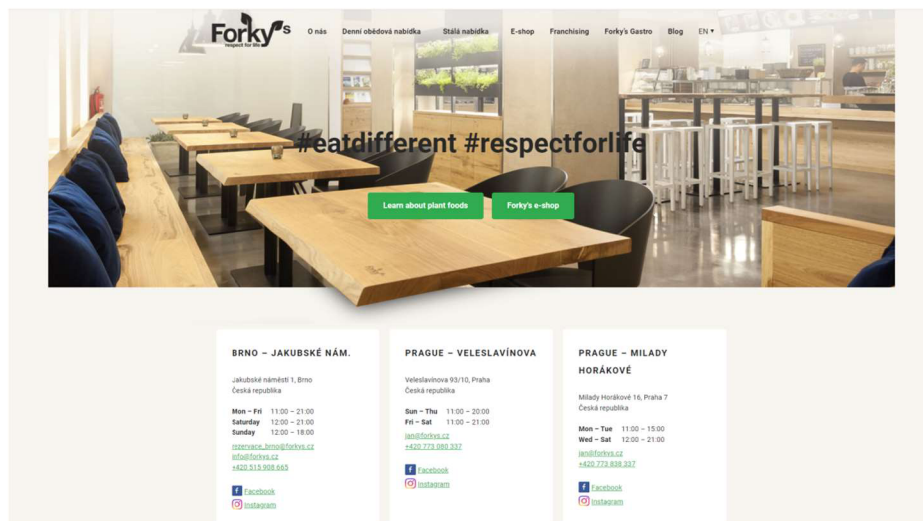 Forky's
respect for life
O nás Denní obědová nabídka Stálá nabídka E-shop Franchising Forky's Gastro Blog EN ▾
#eatdifferent #respectforlife
Learn about plant foods Forky's e-shop
BRNO – JAKUBSKÉ NÁM.
Jakubské náměstí 1, Brno
Česká republika
Mon – Fri 11:00 – 21:00
Saturday 12:00 – 21:00
Sunday 12:00 – 18:00
rezervace_brno@forkys.cz
info@forkys.cz
+420 515 908 665
Facebook
Instagram
PRAGUE – VELESLAVÍNOVA
Veleslavínova 93/10, Praha
Česká republika
Sun – Thu 11:00 – 20:00
Fri – Sat 11:00 – 21:00
jan@forkys.cz
+420 773 080 337
Facebook
Instagram
PRAGUE – MILADY
HORÁKOVÉ
Milady Horákové 16, Praha 7
Česká republika
Mon – Tue 11:00 – 15:00
Wed – Sat 12:00 – 21:00
jan@forkys.cz
+420 773 838 337
Facebook
Instagram